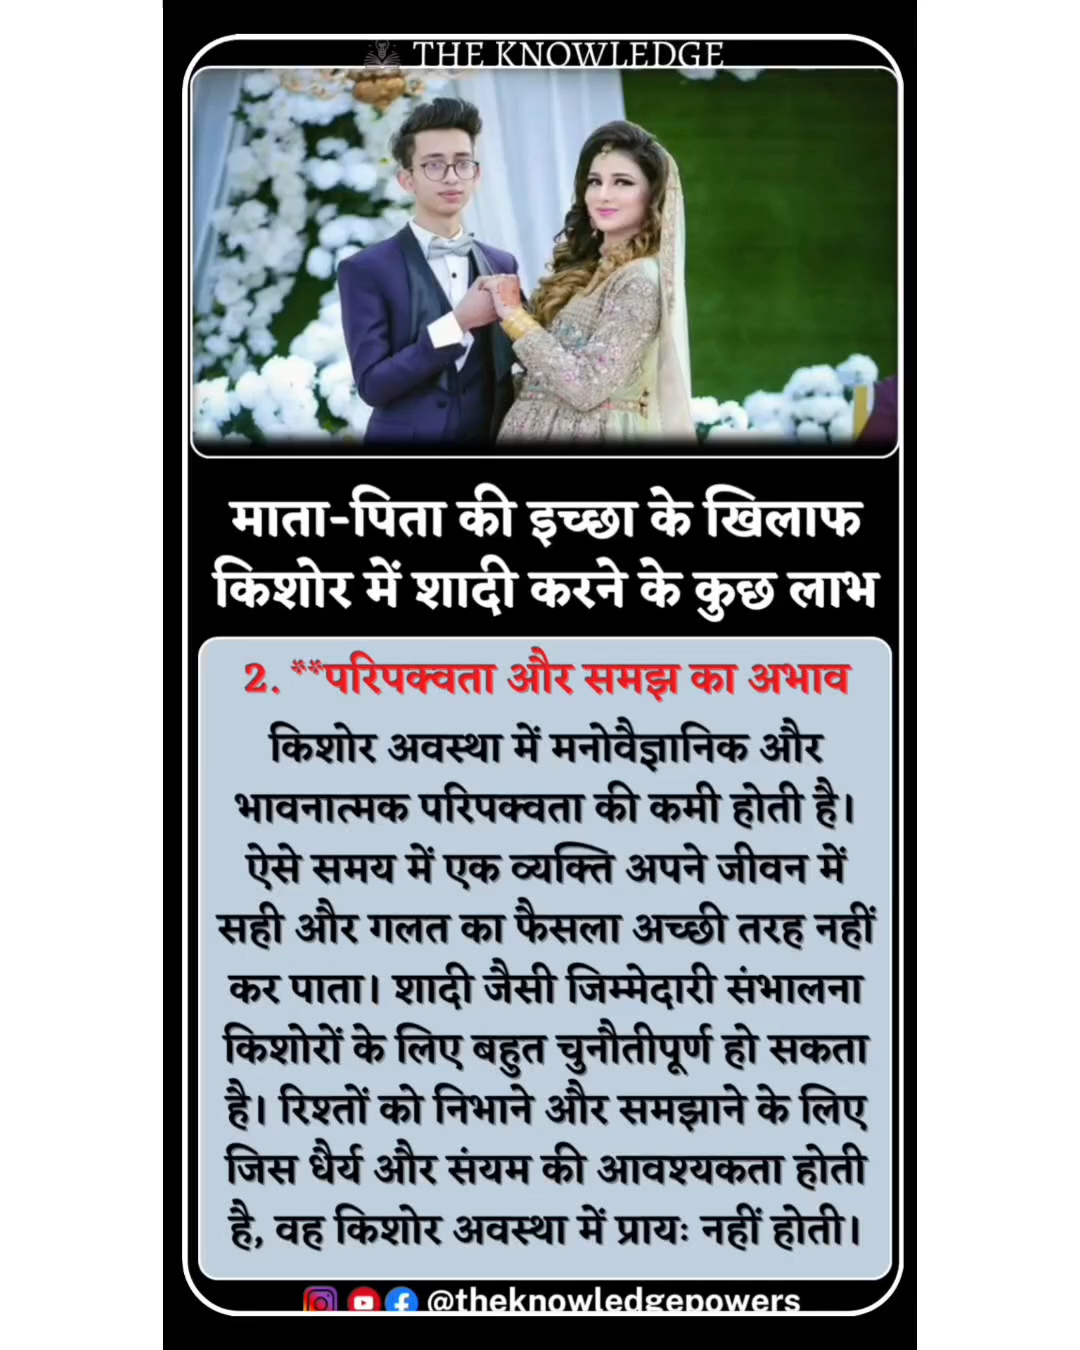 THE KNOWLEDGE
माता-पिता की इच्छा के खिलाफ
किशोर में शादी करने के कुछ लाभ
2. **परिपक्वता और समझ का अभाव
किशोर अवस्था में मनोवैज्ञानिक और
भावनात्मक परिपक्वता की कमी होती है।
ऐसे समय में एक व्यक्ति अपने जीवन में
सही और गलत का फैसला अच्छी तरह नहीं
कर पाता। शादी जैसी जिम्मेदारी संभालना
किशोरों के लिए बहुत चुनौतीपूर्ण हो सकता
है। रिश्तों को निभाने और समझाने के लिए
जिस धैर्य और संयम की आवश्यकता होती
है, वह किशोर अवस्था में प्रायः नहीं होती।
@theknowledgepowers